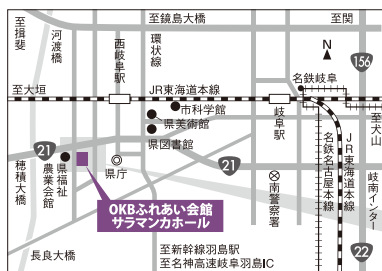 至鏡島大橋
至関
至揖斐
河渡橋
西岐阜駅
環状線
N
156
名鉄岐阜
至大垣
JR東海道本線
市科学館
県美術館
県図書館
岐阜駅
至犬山
21
県福祉
農業会館
県庁
21
穂積大橋
南警察署
名鉄名古屋本線
JR東海道本線
岐南インター
OKBふれあい会館
サラマンカホール
長良大橋
至新幹線羽島駅
至名神高速岐阜羽島IC
22